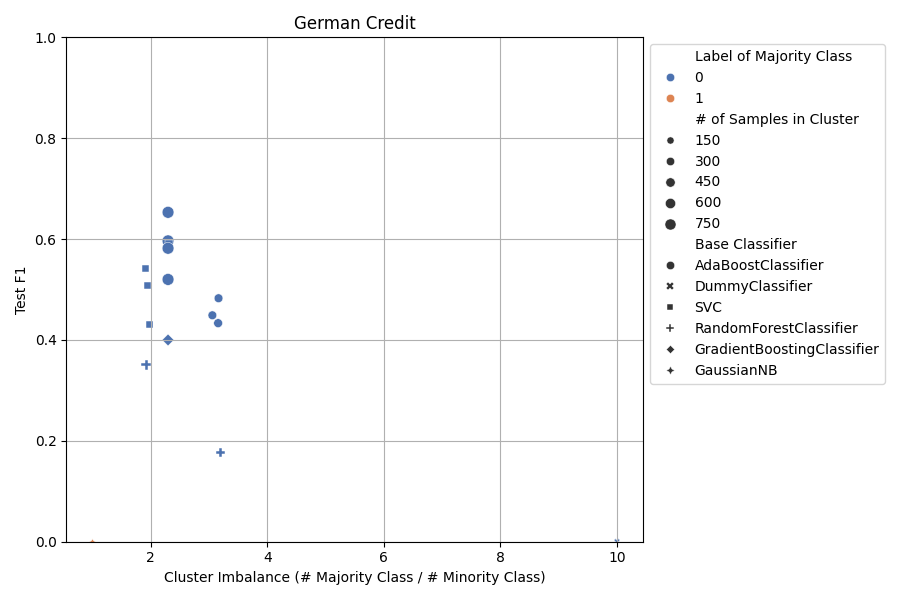 German Credit
1.0
0.8
0.6
0.4
0.2
0.0
Test F1
2
4
6
8
10
Cluster Imbalance (# Majority Class / # Minority Class)
Label of Majority Class
0
1
# of Samples in Cluster
150
300
450
600
750
Base Classifier
AdaBoostClassifier
DummyClassifier
SVC
RandomForestClassifier
GradientBoostingClassifier
GaussianNB